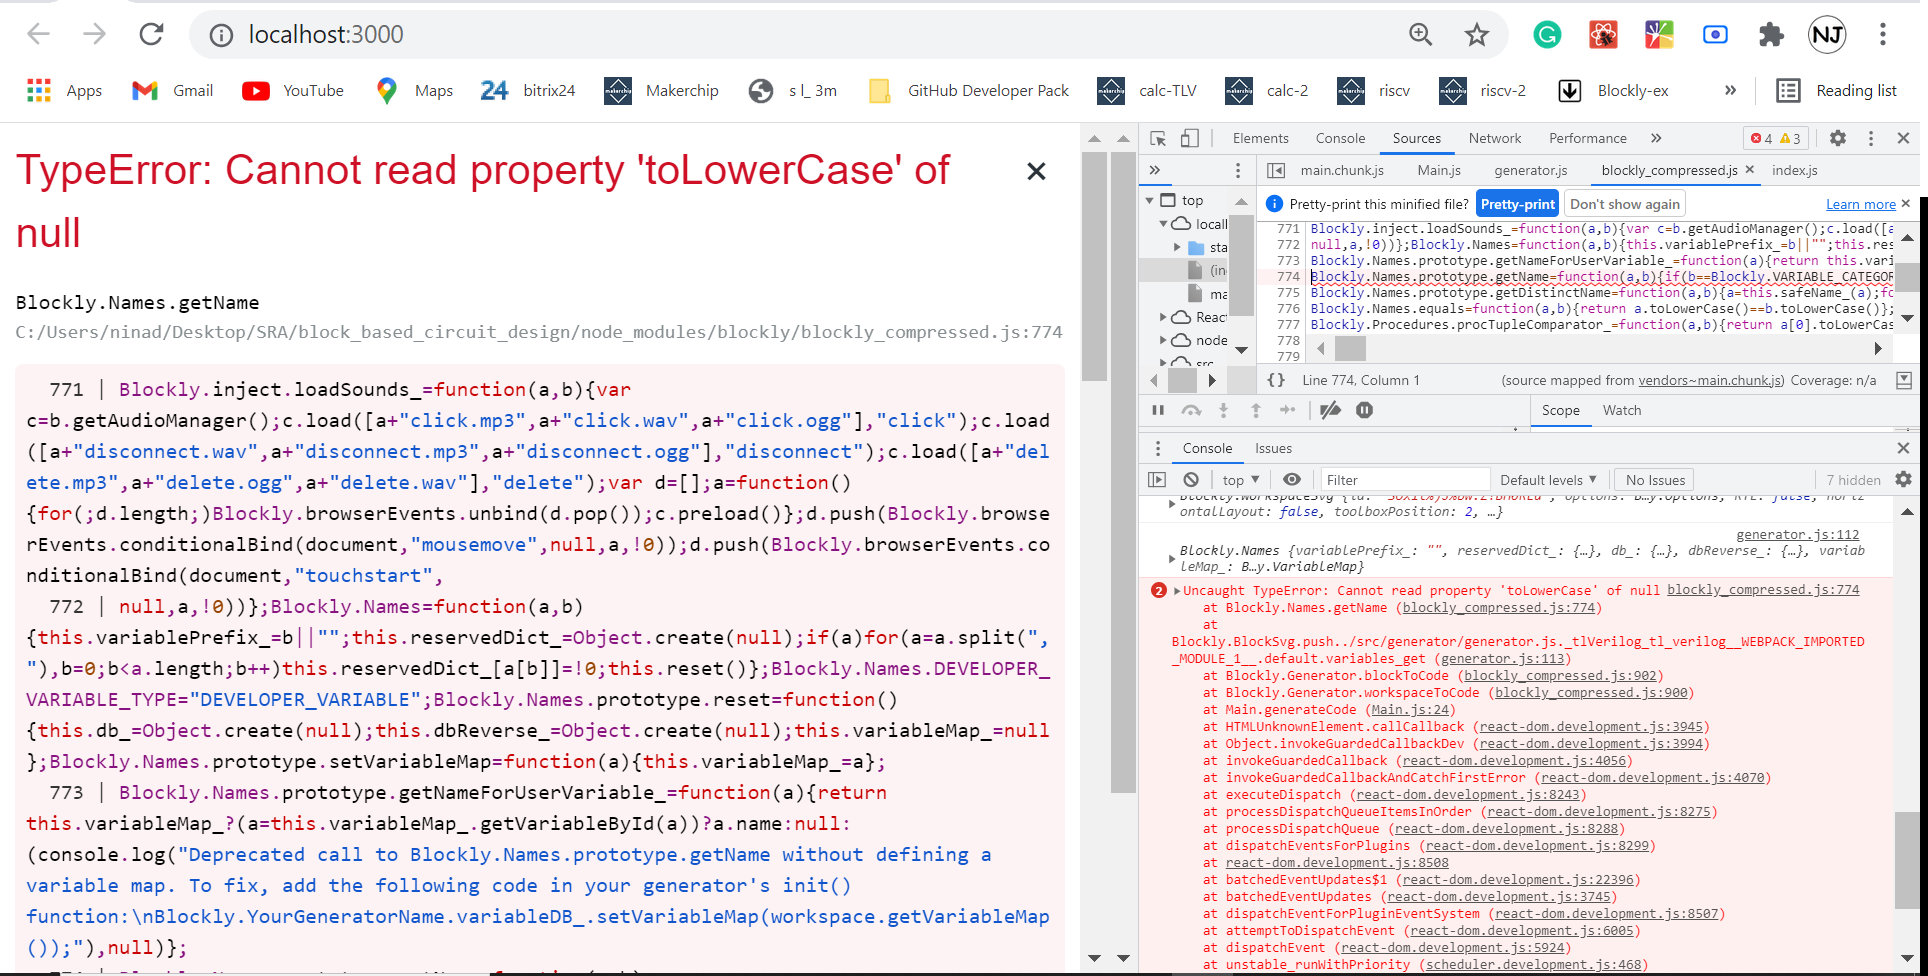 localhost:3000
NJ
Apps Gmail YouTube Maps 24 bitrix24 Makerchip s l_ 3m GitHub Developer Pack calc-TLV calc-2 riscv riscv-2 Blockly-ex » Reading list
TypeError: Cannot read property 'toLowerCase' of
null
Blockly.Names.getName
C:/Users/ninad/Desktop/SRA/block_based_circuit_design/node_modules/blockly/blockly_compressed.js:774
771 | Blockly.inject.loadSounds_=function(a,b){var
c=b.getAudioManager();c.load([a+"click.mp3",a+"click.wav",a+"click.ogg"],"click");c.load
([a+"disconnect.wav",a+"disconnect.mp3",a+"disconnect.ogg"],"disconnect");c.load([a+"del
ete.mp3",a+"delete.ogg",a+"delete.wav"],"delete");var d=[];a=function()
{for(;d.length;)Blockly.browserEvents.unbind(d.pop());c.preload()};d.push(Blockly.browse
rEvents.conditionalBind(document,"mousemove",null,a,!0));d.push(Blockly.browserEvents.co
nditionalBind(document,"touchstart",
772 | null,a,!0))};Blockly.Names=function(a,b)
{this.variablePrefix_=b||"";this.reservedDict_=Object.create(null);if(a)for(a=a.split(",
"),b=0;b<a.length;b++)this.reservedDict_[a[b]]=!0;this.reset()};Blockly.Names.DEVELOPER_
VARIABLE_TYPE="DEVELOPER_VARIABLE";Blockly.Names.prototype.reset=function()
{this.db_=Object.create(null);this.dbReverse_=Object.create(null);this.variableMap_=null
};Blockly.Names.prototype.setVariableMap=function(a){this.variableMap_=a};
773 | Blockly.Names.prototype.getNameForUserVariable_=function(a){return
this.variableMap_?(a=this.variableMap_.getVariableById(a))?a.name:null:
(console.log("Deprecated call to Blockly.Names.prototype.getName without defining a
variable map. To fix, add the following code in your generator's init()
function:\nBlockly.YourGeneratorName.variableDB_.setVariableMap(workspace.getVariableMap
());"),null)};
Elements Console Sources Network Performance » 4 3
» main.chunk.js Main.js generator.js blockly_compressed.js × index.js
Pretty-print this minified file? Pretty-print Don't show again Learn more ×
top
locall
sta
(in
ma
React
node
src
771 Blockly.inject.loadSounds_=function(a,b){var c=b.getAudioManager();c.load([a
772 null,a,!0))};Blockly.Names=function(a,b){this.variablePrefix_=b||"";this.res
773 Blockly.Names.prototype.getNameForUserVariable_=function(a){return this.vari
774 Blockly.Names.prototype.getName=function(a,b){if(b==Blockly.VARIABLE_CATEGOR
775 Blockly.Names.prototype.getDistinctName=function(a,b){a=this.safeName_(a);fo
776 Blockly.Names.equals=function(a,b){return a.toLowerCase()==b.toLowerCase()};
777 Blockly.Procedures.procTupleComparator_=function(a,b){return a[0].toLowerCas
778
779
{} Line 774, Column 1 (source mapped from vendors~main.chunk.js) Coverage: n/a
Scope Watch
Console Issues
top Filter Default levels No Issues 7 hidden
ontalLayout: false, toolboxPosition: 2, …}
generator.js:112
Blockly.Names {variablePrefix_: "", reservedDict_: {…}, db_: {…}, dbReverse_: {…}, variab
leMap_: B…y.VariableMap}
2 Uncaught TypeError: Cannot read property 'toLowerCase' of null blockly_compressed.js:774
at Blockly.Names.getName (blockly_compressed.js:774)
at
Blockly.BlockSvg.push../src/generator/generator.js._tlVerilog_tl_verilog__WEBPACK_IMPORTED
_MODULE_1__.default.variables_get (generator.js:113)
at Blockly.Generator.blockToCode (blockly_compressed.js:902)
at Blockly.Generator.workspaceToCode (blockly_compressed.js:900)
at Main.generateCode (Main.js:24)
at HTMLUnknownElement.callCallback (react-dom.development.js:3945)
at Object.invokeGuardedCallbackDev (react-dom.development.js:3994)
at invokeGuardedCallback (react-dom.development.js:4056)
at invokeGuardedCallbackAndCatchFirstError (react-dom.development.js:4070)
at executeDispatch (react-dom.development.js:8243)
at processDispatchQueueItemsInOrder (react-dom.development.js:8275)
at processDispatchQueue (react-dom.development.js:8288)
at dispatchEventsForPlugins (react-dom.development.js:8299)
at react-dom.development.js:8508
at batchedEventUpdates$1 (react-dom.development.js:22396)
at batchedEventUpdates (react-dom.development.js:3745)
at dispatchEventForPluginEventSystem (react-dom.development.js:8507)
at attemptToDispatchEvent (react-dom.development.js:6005)
at dispatchEvent (react-dom.development.js:5924)
at unstable_runWithPriority (scheduler.development.js:468)